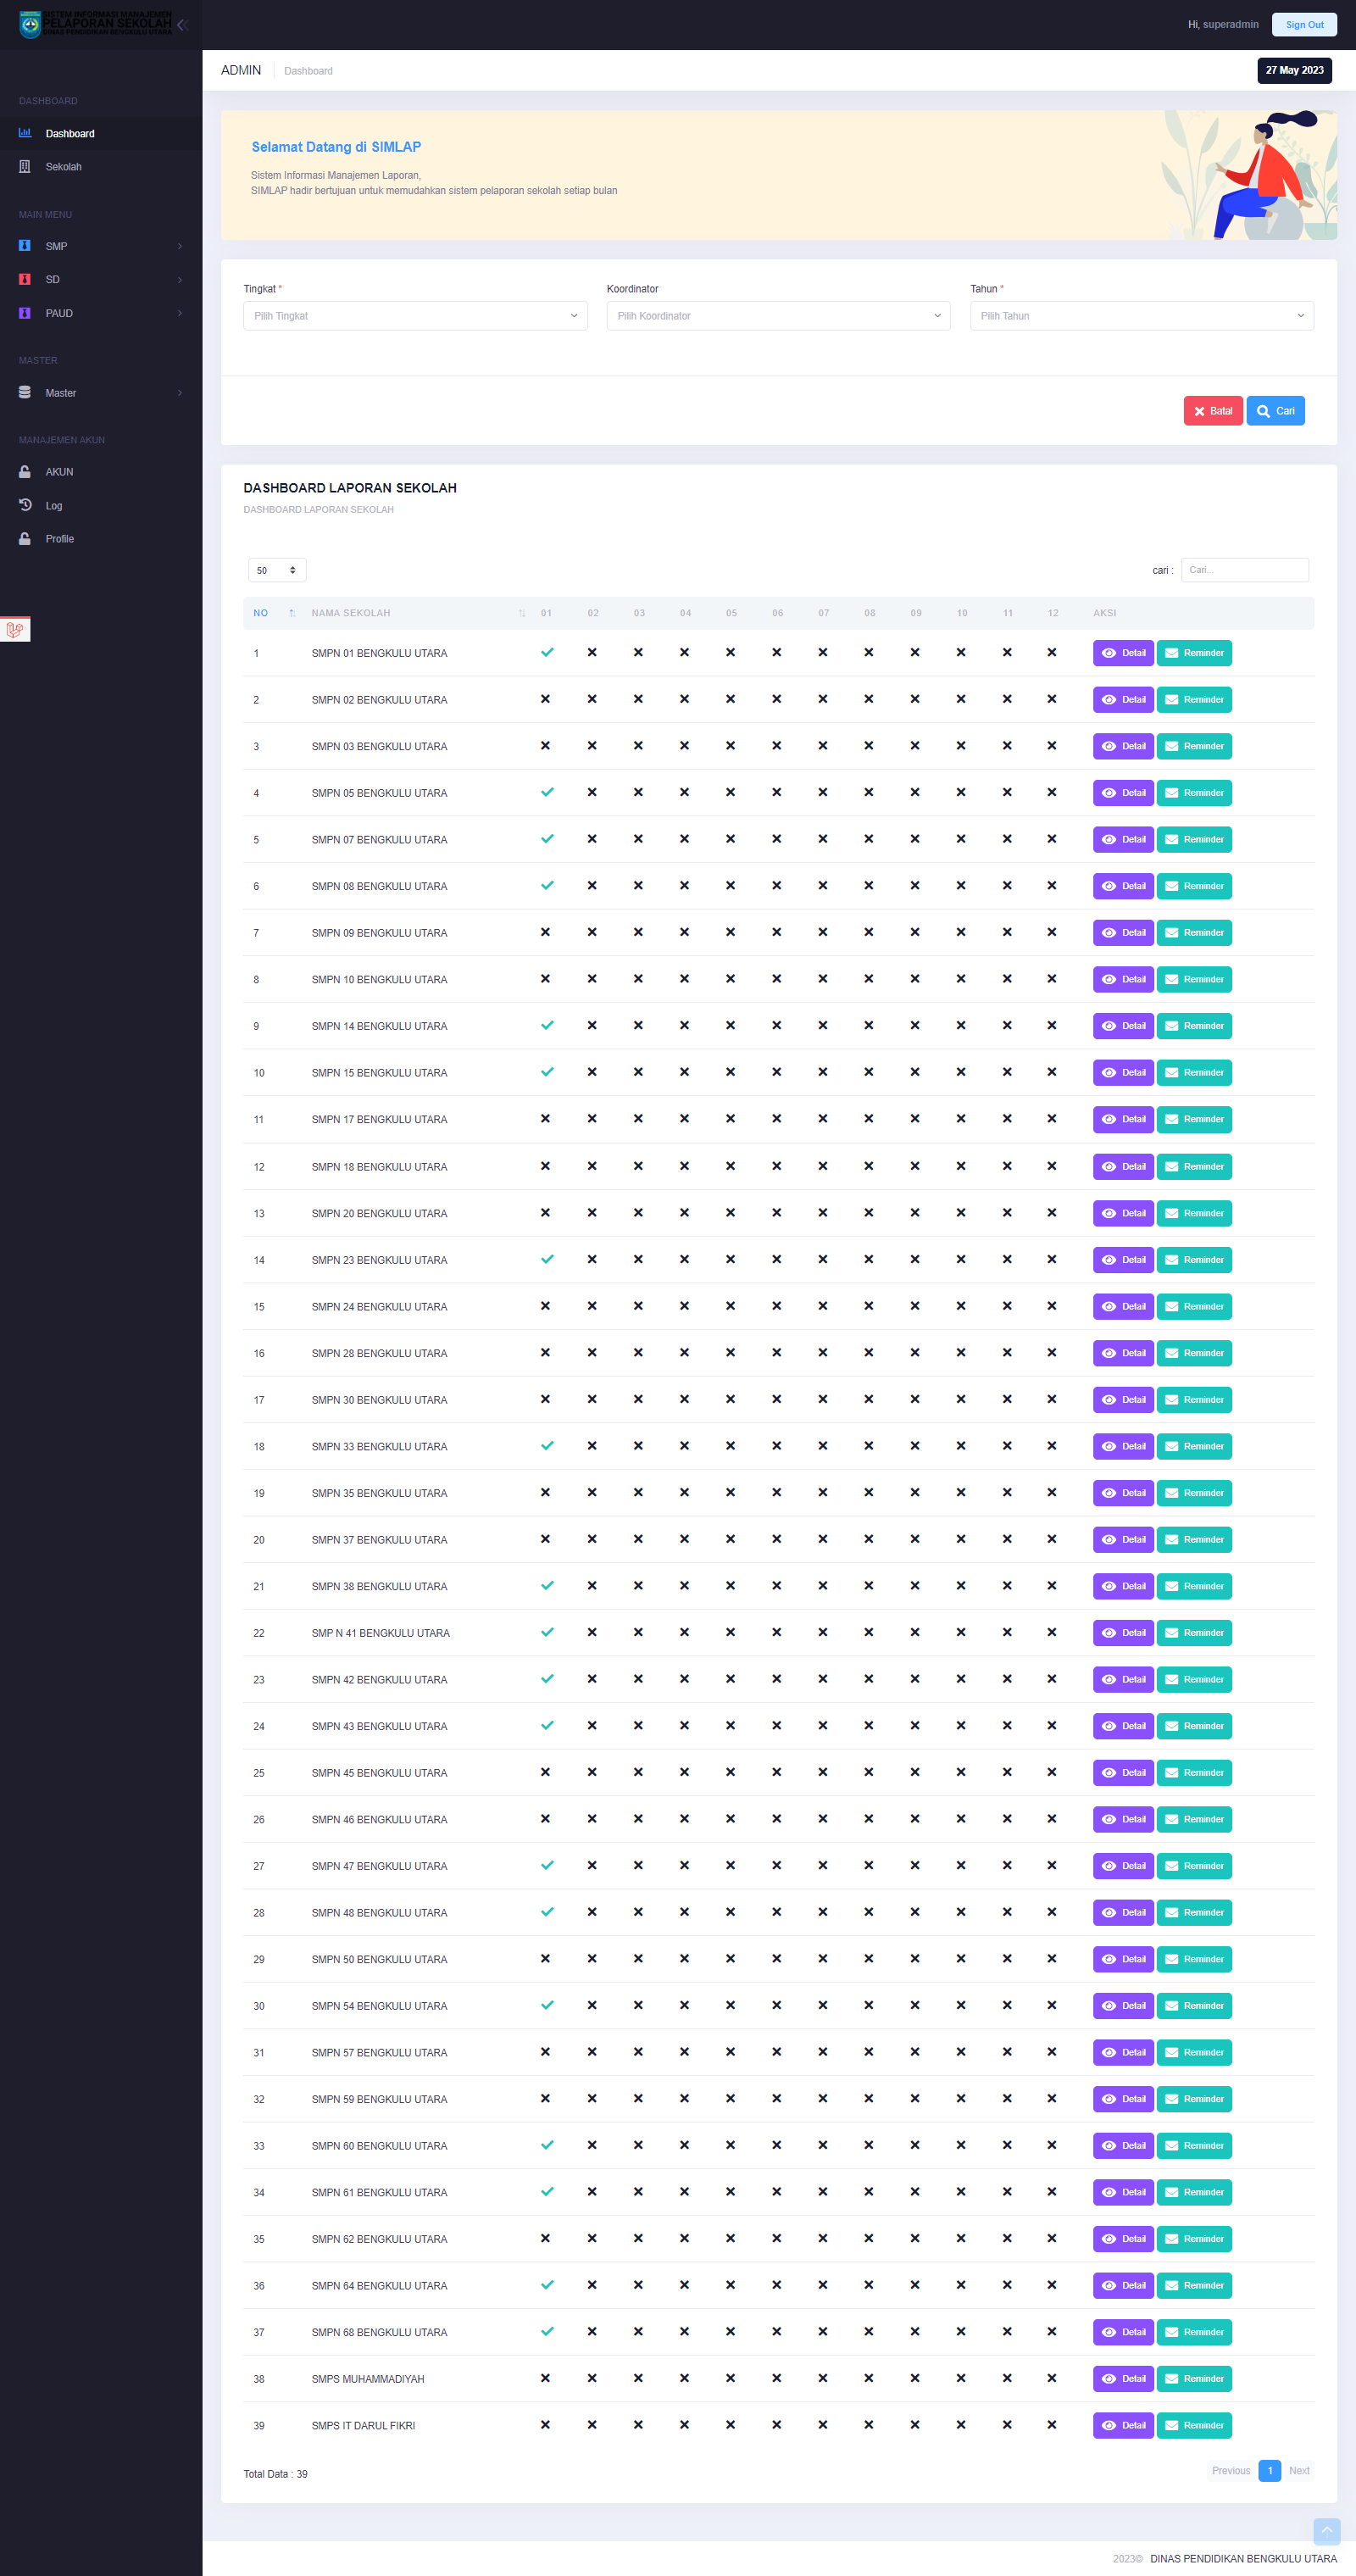 SISTEM INFORMASI MANAJEMEN
PELAPORAN SEKOLAH
DINAS PENDIDIKAN BENGKULU UTARA
Hi, superadmin
Sign Out
ADMIN
Dashboard
27 May 2023
DASHBOARD
Dashboard
Sekolah
MAIN MENU
SMP
SD
PAUD
MASTER
Master
MANAJEMEN AKUN
AKUN
Log
Profile
Selamat Datang di SIMLAP
Sistem Informasi Manajemen Laporan,
SIMLAP hadir bertujuan untuk memudahkan sistem pelaporan sekolah setiap bulan
Tingkat * Koordinator Tahun *
Pilih Tingkat Pilih Koordinator Pilih Tahun
Batal Cari
DASHBOARD LAPORAN SEKOLAH
DASHBOARD LAPORAN SEKOLAH
50 cari : Cari...
NO NAMA SEKOLAH 01 02 03 04 05 06 07 08 09 10 11 12 AKSI
1 SMPN 01 BENGKULU UTARA Detail Reminder
2 SMPN 02 BENGKULU UTARA Detail Reminder
3 SMPN 03 BENGKULU UTARA Detail Reminder
4 SMPN 05 BENGKULU UTARA Detail Reminder
5 SMPN 07 BENGKULU UTARA Detail Reminder
6 SMPN 08 BENGKULU UTARA Detail Reminder
7 SMPN 09 BENGKULU UTARA Detail Reminder
8 SMPN 10 BENGKULU UTARA Detail Reminder
9 SMPN 14 BENGKULU UTARA Detail Reminder
10 SMPN 15 BENGKULU UTARA Detail Reminder
11 SMPN 17 BENGKULU UTARA Detail Reminder
12 SMPN 18 BENGKULU UTARA Detail Reminder
13 SMPN 20 BENGKULU UTARA Detail Reminder
14 SMPN 23 BENGKULU UTARA Detail Reminder
15 SMPN 24 BENGKULU UTARA Detail Reminder
16 SMPN 28 BENGKULU UTARA Detail Reminder
17 SMPN 30 BENGKULU UTARA Detail Reminder
18 SMPN 33 BENGKULU UTARA Detail Reminder
19 SMPN 35 BENGKULU UTARA Detail Reminder
20 SMPN 37 BENGKULU UTARA Detail Reminder
21 SMPN 38 BENGKULU UTARA Detail Reminder
22 SMP N 41 BENGKULU UTARA Detail Reminder
23 SMPN 42 BENGKULU UTARA Detail Reminder
24 SMPN 43 BENGKULU UTARA Detail Reminder
25 SMPN 45 BENGKULU UTARA Detail Reminder
26 SMPN 46 BENGKULU UTARA Detail Reminder
27 SMPN 47 BENGKULU UTARA Detail Reminder
28 SMPN 48 BENGKULU UTARA Detail Reminder
29 SMPN 50 BENGKULU UTARA Detail Reminder
30 SMPN 54 BENGKULU UTARA Detail Reminder
31 SMPN 57 BENGKULU UTARA Detail Reminder
32 SMPN 59 BENGKULU UTARA Detail Reminder
33 SMPN 60 BENGKULU UTARA Detail Reminder
34 SMPN 61 BENGKULU UTARA Detail Reminder
35 SMPN 62 BENGKULU UTARA Detail Reminder
36 SMPN 64 BENGKULU UTARA Detail Reminder
37 SMPN 68 BENGKULU UTARA Detail Reminder
38 SMPS MUHAMMADIYAH Detail Reminder
39 SMPS IT DARUL FIKRI Detail Reminder
Total Data : 39 Previous 1 Next
2023© DINAS PENDIDIKAN BENGKULU UTARA